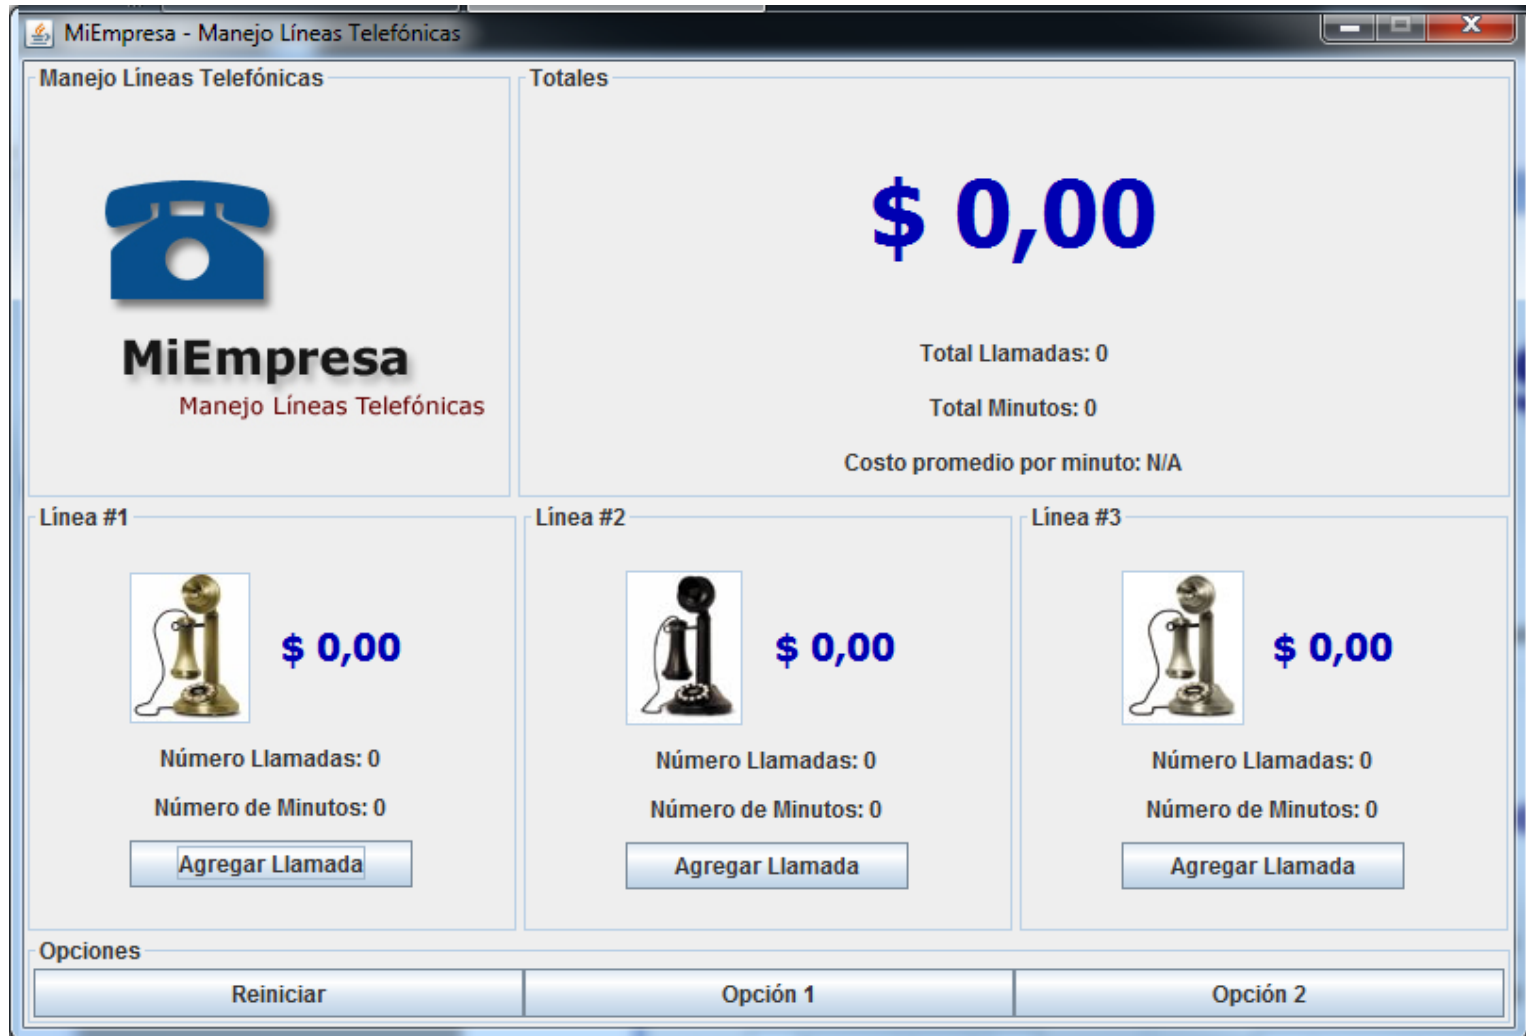 MiEmpresa - Manejo Líneas Telefónicas
Manejo Líneas Telefónicas
MiEmpresa
Manejo Líneas Telefónicas
Totales
$ 0,00
Total Llamadas: 0
Total Minutos: 0
Costo promedio por minuto: N/A
Línea #1
$ 0,00
Número Llamadas: 0
Número de Minutos: 0
Agregar Llamada
Línea #2
$ 0,00
Número Llamadas: 0
Número de Minutos: 0
Agregar Llamada
Línea #3
$ 0,00
Número Llamadas: 0
Número de Minutos: 0
Agregar Llamada
Opciones
Reiniciar
Opción 1
Opción 2